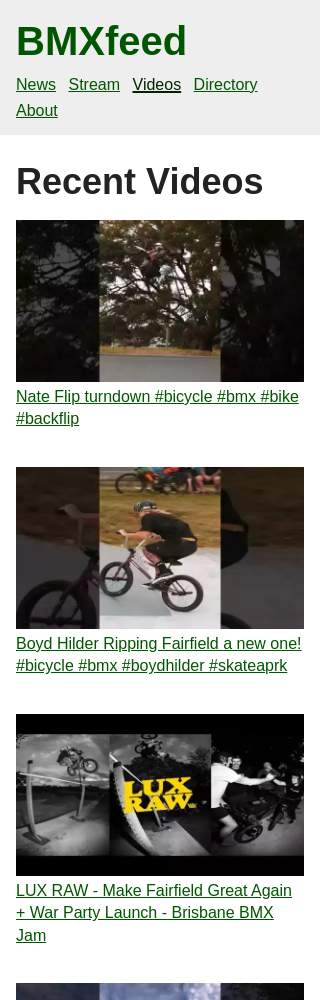 BMXfeed
News Stream Videos Directory
About
Recent Videos
Nate Flip turndown #bicycle #bmx #bike
#backflip
Boyd Hilder Ripping Fairfield a new one!
#bicycle #bmx #boydhilder #skateaprk
LUX
RAW
LUX RAW - Make Fairfield Great Again
+ War Party Launch - Brisbane BMX
Jam